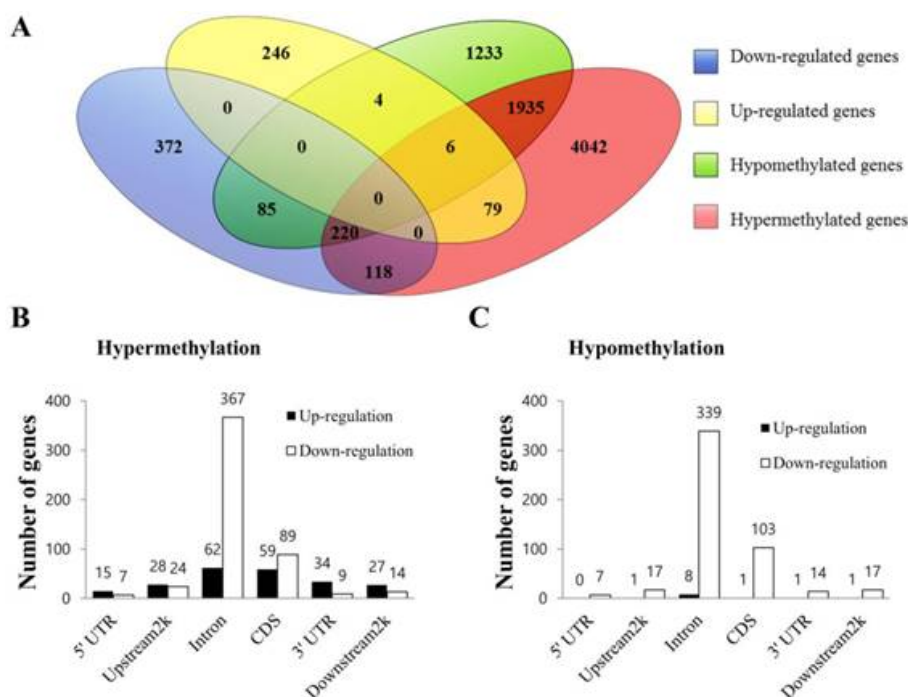 A
246
1233
Down-regulated genes
0
4
1935
Up-regulated genes
372
0
6
4042
Hypomethylated genes
0
85
79
Hypermethylated genes
220
0
118
B
C
Hypermethylation
Hypomethylation
Number of genes
400
300
200
100
0
367
Up-regulation
Down-regulation
15
7
28
24
62
59
89
34
9
27
14
5' UTR
Upstream2k
Intron
CDS
3' UTR
Downstream2k
Number of genes
400
300
200
100
0
339
Up-regulation
Down-regulation
0
7
1
17
8
1
103
1
14
1
17
5' UTR
Upstream2k
Intron
CDS
3' UTR
Downstream2k